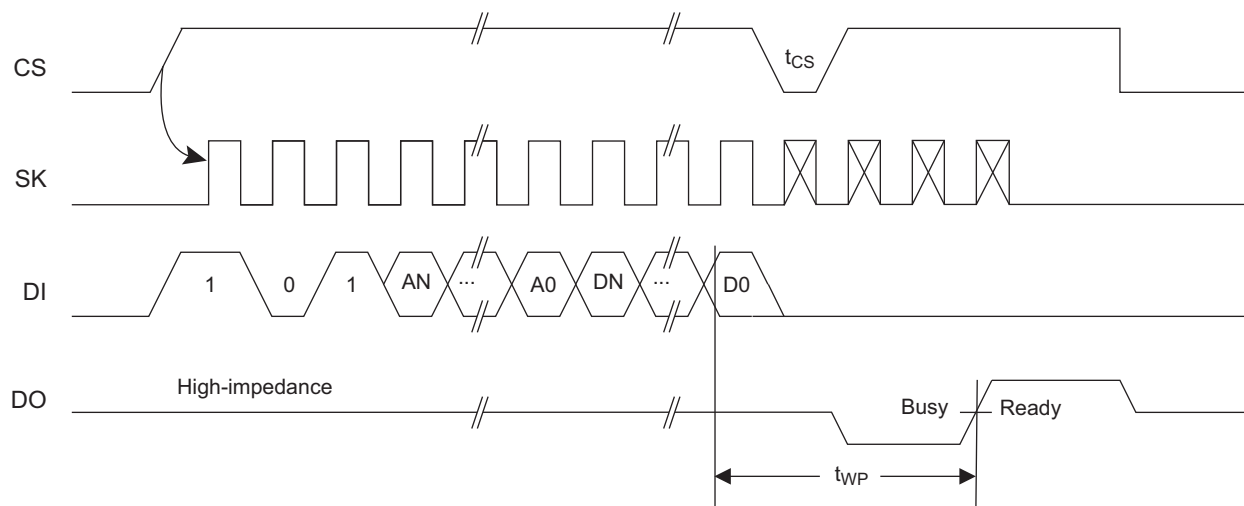 CS
tCS
SK
DI
1 0 1 AN ... A0 DN ... D0
DO
High-impedance
Busy
Ready
tWP